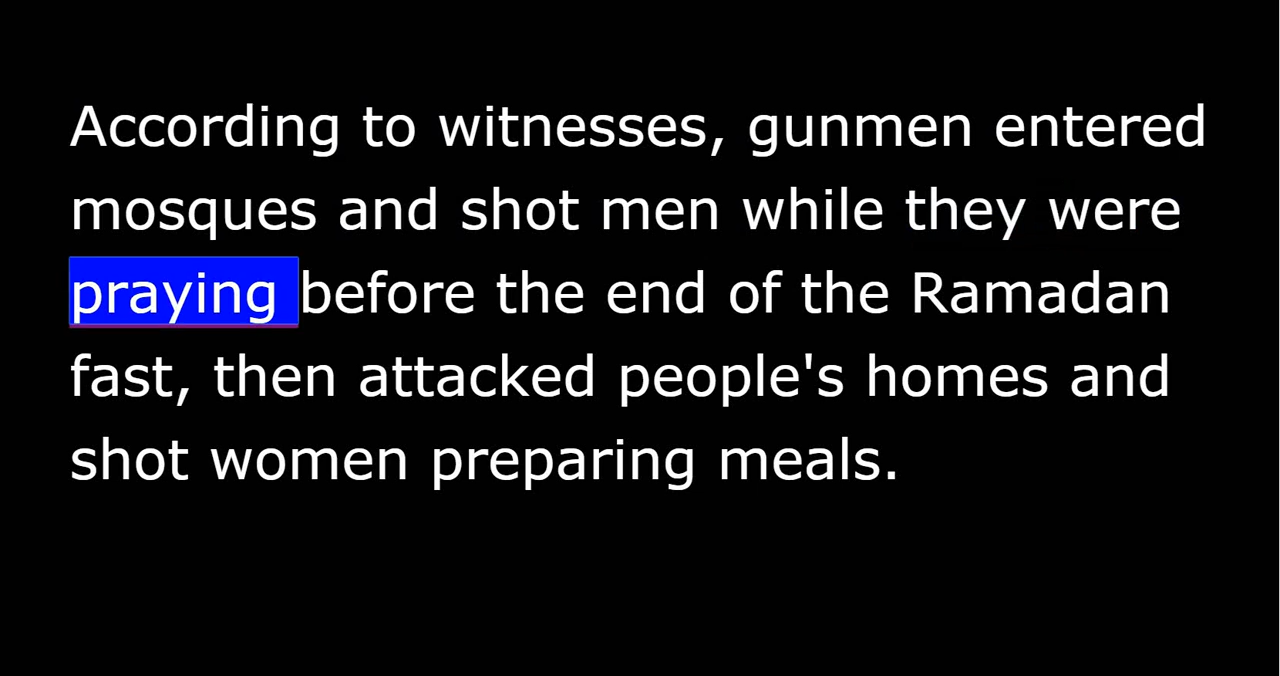 According to witnesses, gunmen entered
mosques and shot men while they were
praying before the end of the Ramadan
fast, then attacked people's homes and
shot women preparing meals.